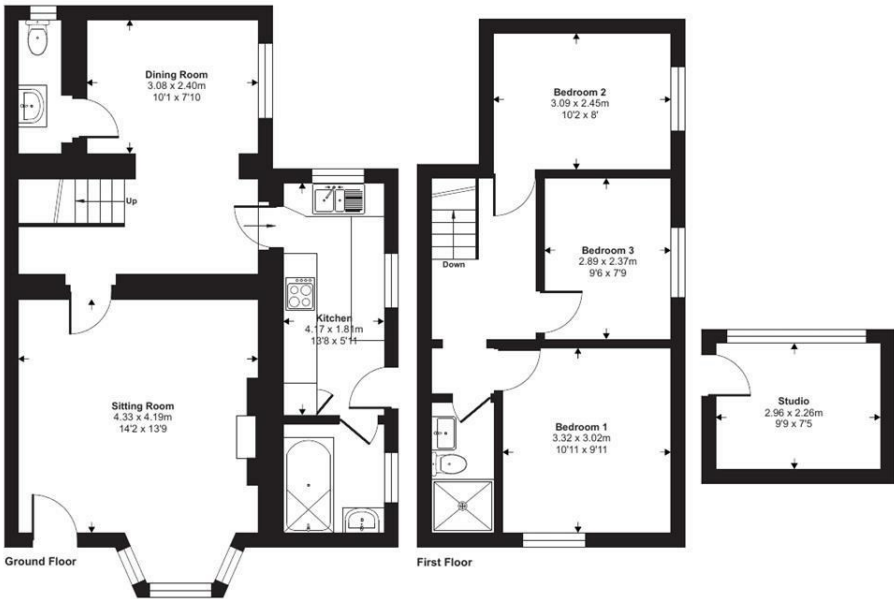 Dining Room
3.08 x 2.40m
10'1 x 7'10
Up
Kitchen
4.17 x 1.81m
13'8 x 5'11
Sitting Room
4.33 x 4.19m
14'2 x 13'9
Ground Floor
Bedroom 2
3.09 x 2.45m
10'2 x 8'
Bedroom 3
2.89 x 2.37m
9'6 x 7'9
Down
Bedroom 1
3.32 x 3.02m
10'11 x 9'11
First Floor
Studio
2.96 x 2.26m
9'9 x 7'5